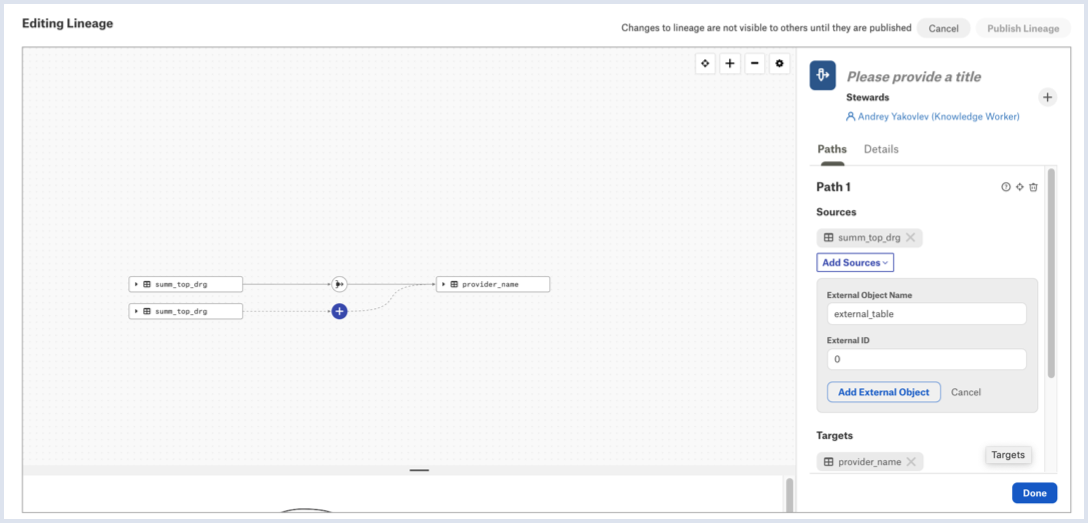 Editing Lineage
Changes to lineage are not visible to others until they are published
Cancel
Publish Lineage
Please provide a title
Stewards
Andrey Yakovlev (Knowledge Worker)
Paths
Details
Path 1
Sources
summ_top_drg
Add Sources
External Object Name
external_table
External ID
0
Add External Object
Cancel
Targets
provider_name
Targets
Done
summ_top_drg
provider_name
summ_top_drg